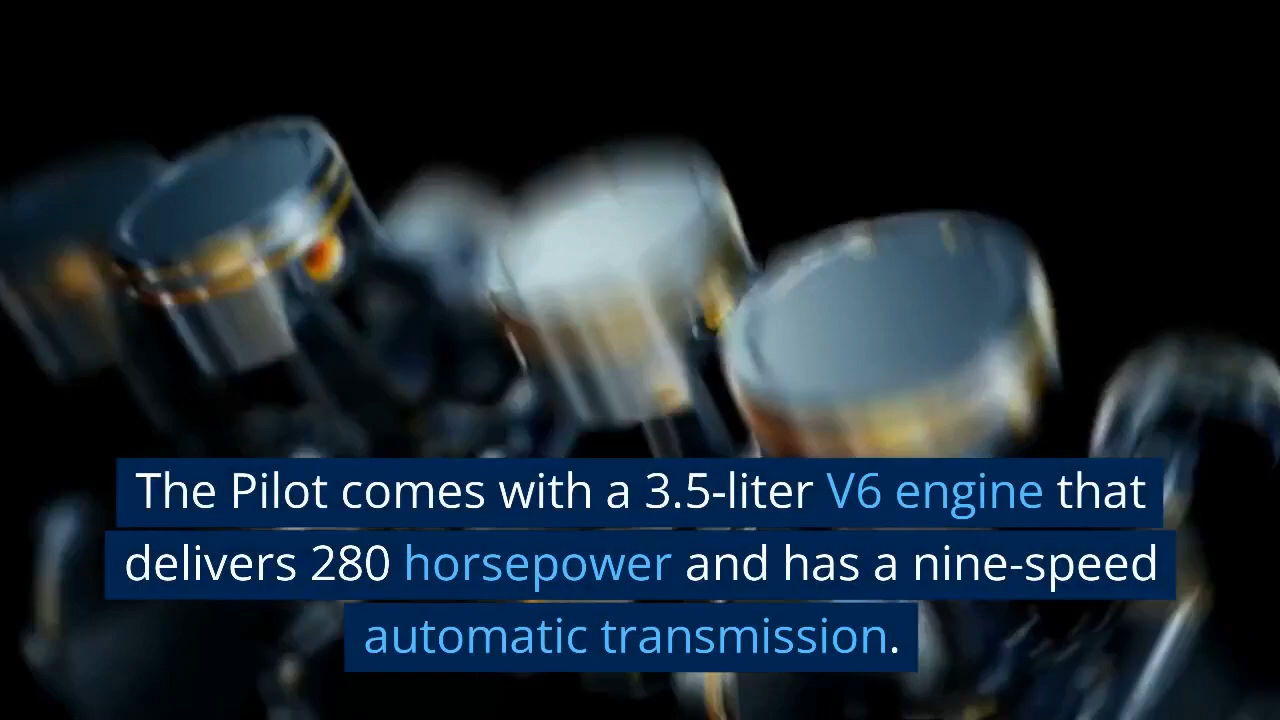 The Pilot comes with a 3.5-liter V6 engine that
delivers 280 horsepower and has a nine-speed
automatic transmission.